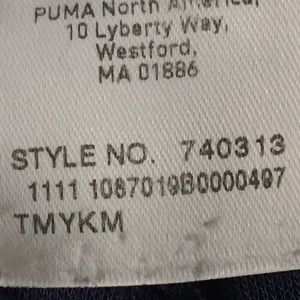 PUMA North America,
10 Lyberty Way,
Westford,
MA 01886
STYLE NO. 740313
1111 1087019B0000497
TMYKM